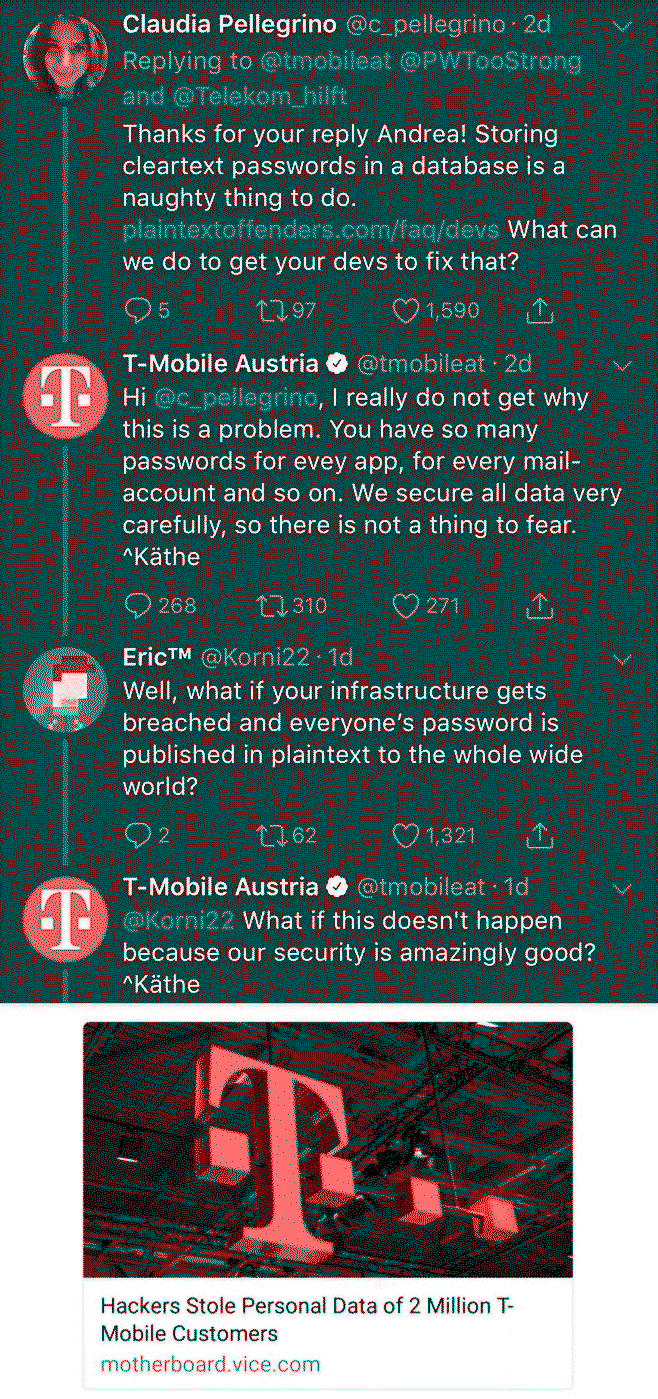 Claudia Pellegrino @c_pellegrino · 2d
Replying to @tmobileat @PWTooStrong
and @Telekom_hilft
Thanks for your reply Andrea! Storing
cleartext passwords in a database is a
naughty thing to do.
plaintextoffenders.com/faq/devs What can
we do to get your devs to fix that?
5 97 1,590
T-Mobile Austria @tmobileat · 2d
Hi @c_pellegrino, I really do not get why
this is a problem. You have so many
passwords for evey app, for every mail-
account and so on. We secure all data very
carefully, so there is not a thing to fear.
^Käthe
268 310 271
Eric™ @Korni22 · 1d
Well, what if your infrastructure gets
breached and everyone’s password is
published in plaintext to the whole wide
world?
2 62 1,321
T-Mobile Austria @tmobileat · 1d
@Korni22 What if this doesn't happen
because our security is amazingly good?
^Käthe
Hackers Stole Personal Data of 2 Million T-
Mobile Customers
motherboard.vice.com